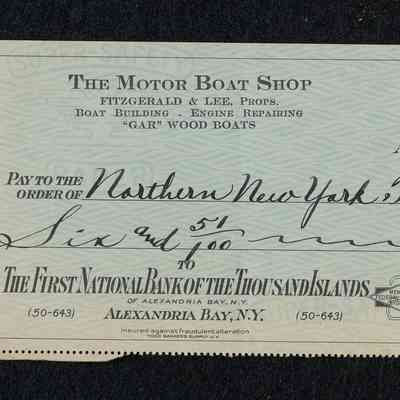 THE MOTOR BOAT SHOP
FITZGERALD & LEE, PROPS.
BOAT BUILDING - ENGINE REPAIRING
"GAR" WOOD BOATS
PAY TO THE
ORDER OF Northern New York
Six and 51/100
TO
THE FIRST NATIONAL BANK OF THE THOUSAND ISLANDS
OF ALEXANDRIA BAY, N.Y.
(50-643) ALEXANDRIA BAY, N.Y. (50-643)
Insured against fraudulent alteration